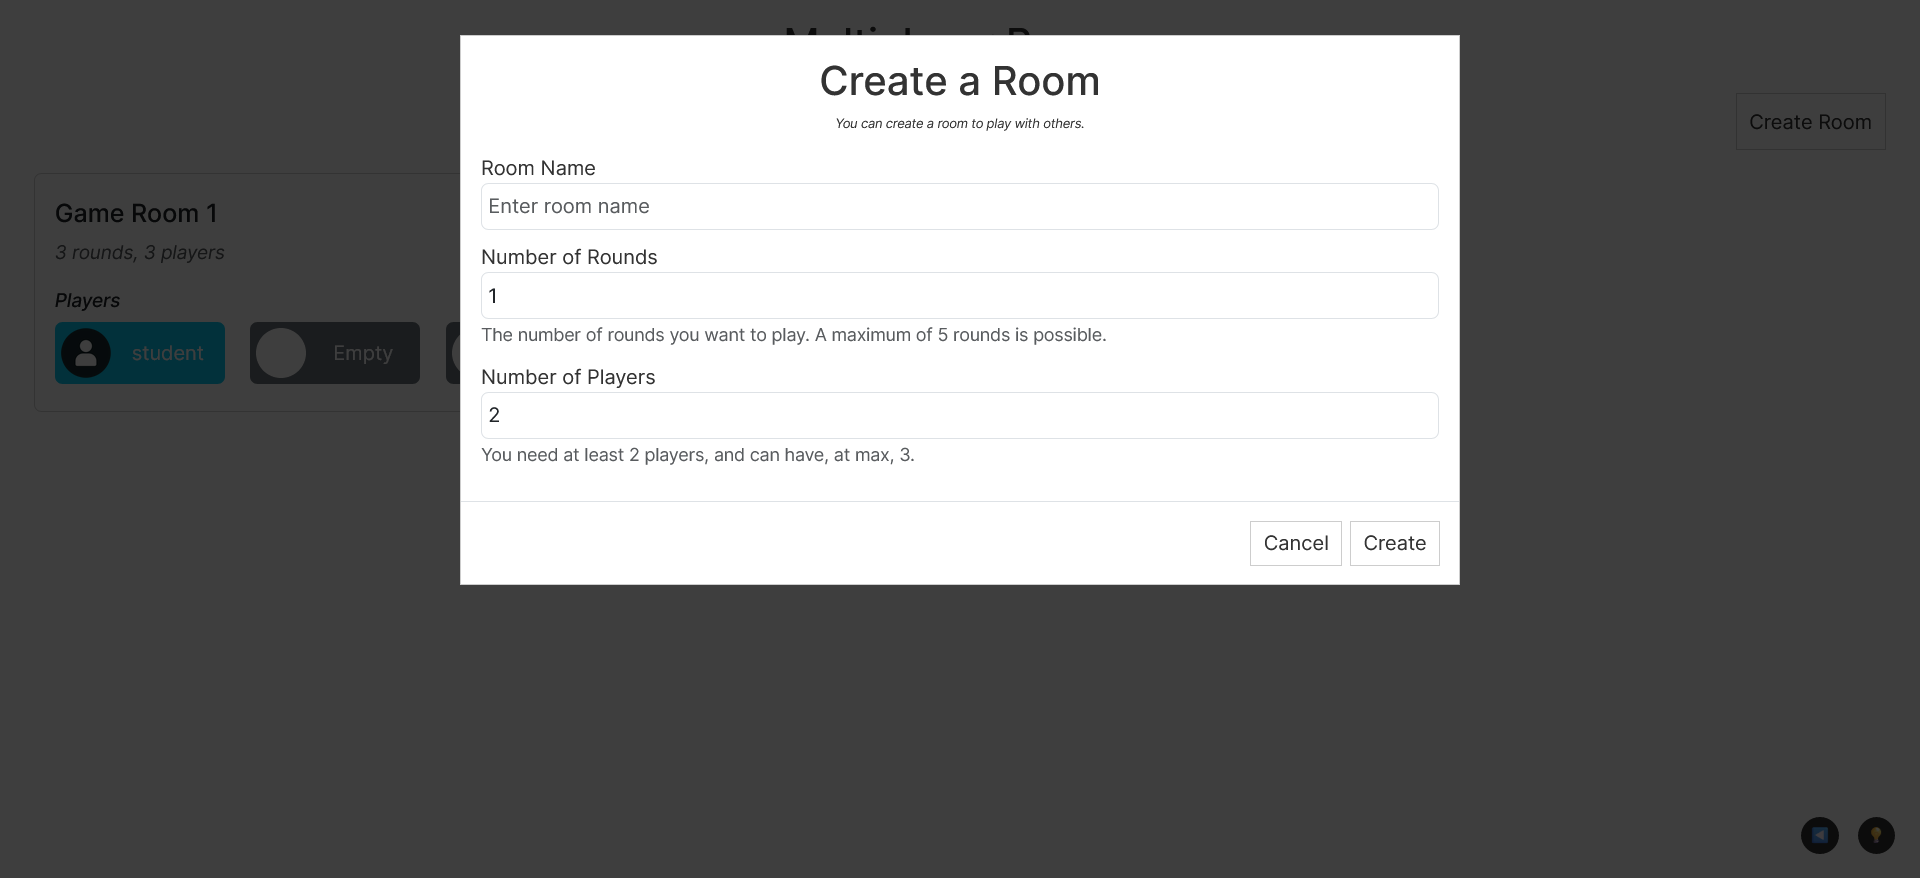 Create a Room
You can create a room to play with others.
Create Room
Room Name
Enter room name
Game Room 1
3 rounds, 3 players
Number of Rounds
1
The number of rounds you want to play. A maximum of 5 rounds is possible.
Players
student
Empty
Number of Players
2
You need at least 2 players, and can have, at max, 3.
Cancel
Create